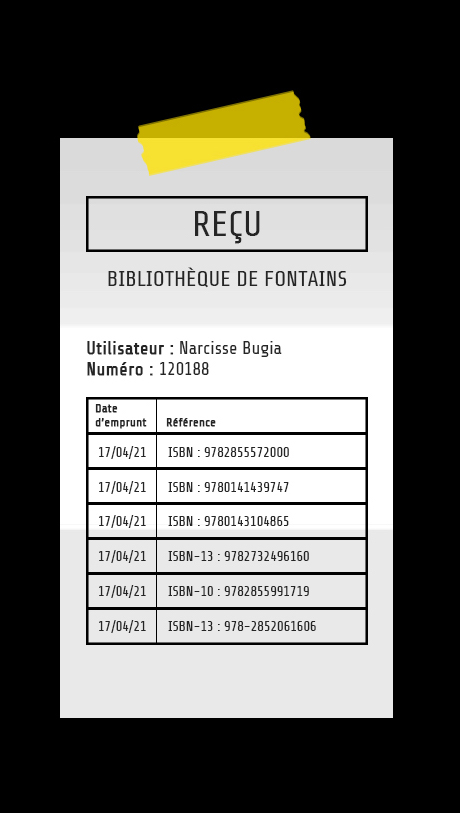 REÇU
BIBLIOTHÈQUE DE FONTAINS
Utilisateur : Narcisse Bugia
Numéro : 120188
Date
d'emprunt Référence
17/04/21 ISBN : 9782855572000
17/04/21 ISBN : 9780141439747
17/04/21 ISBN : 9780143104865
17/04/21 ISBN-13 : 9782732496160
17/04/21 ISBN-10 : 9782855991719
17/04/21 ISBN-13 : 978-2852061606